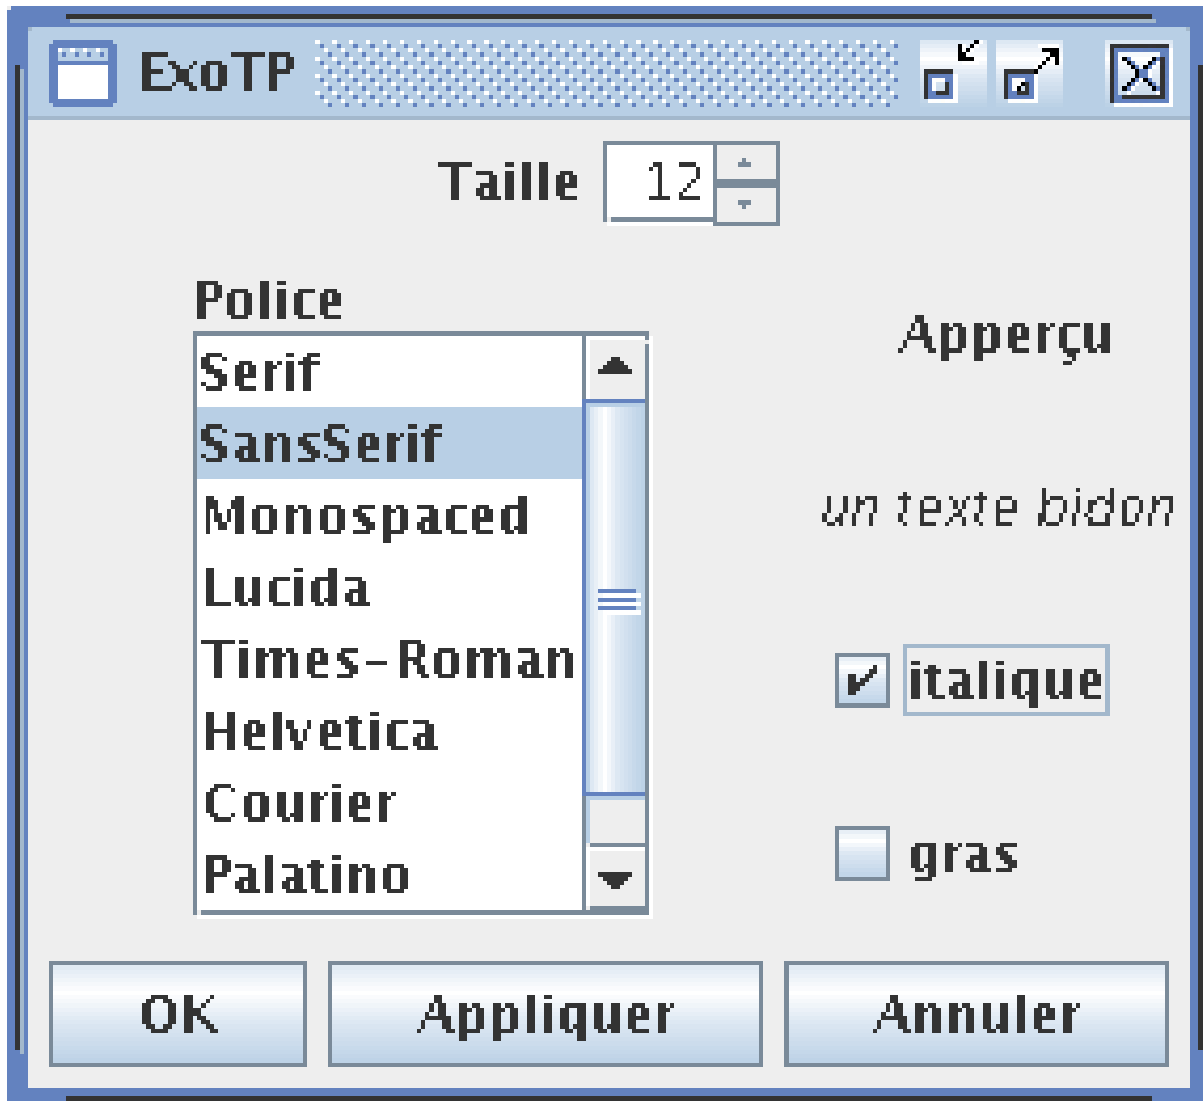 ExoTP
Taille 12
Police
Serif
SansSerif
Monospaced
Lucida
Times-Roman
Helvetica
Courier
Palatino
Apperçu
un texte bidon
italique
gras
OK Appliquer Annuler